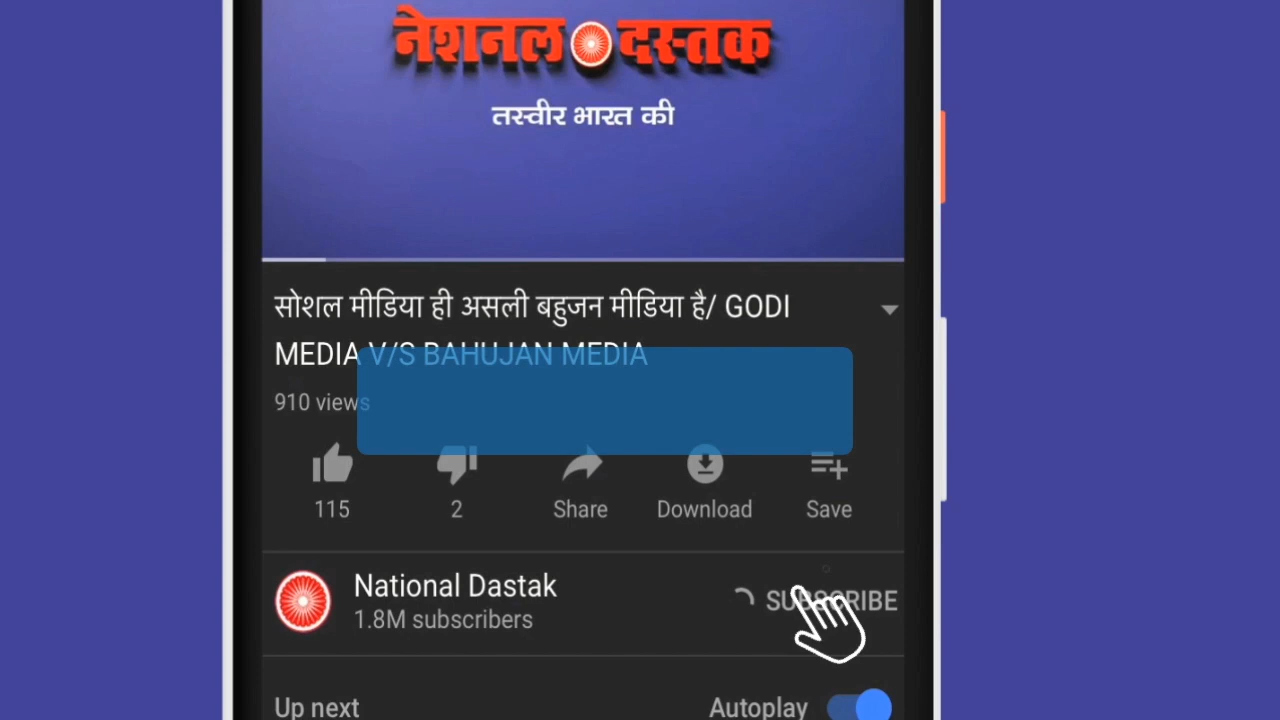 नेशनल दस्तक
तस्वीर भारत की
सोशल मीडिया ही असली बहुजन मीडिया है/ GODI
MEDIA V/S BAHUJAN MEDIA
910 views
115
2
Share
Download
Save
National Dastak
SUBSCRIBE
1.8M subscribers
Up next
Autoplay